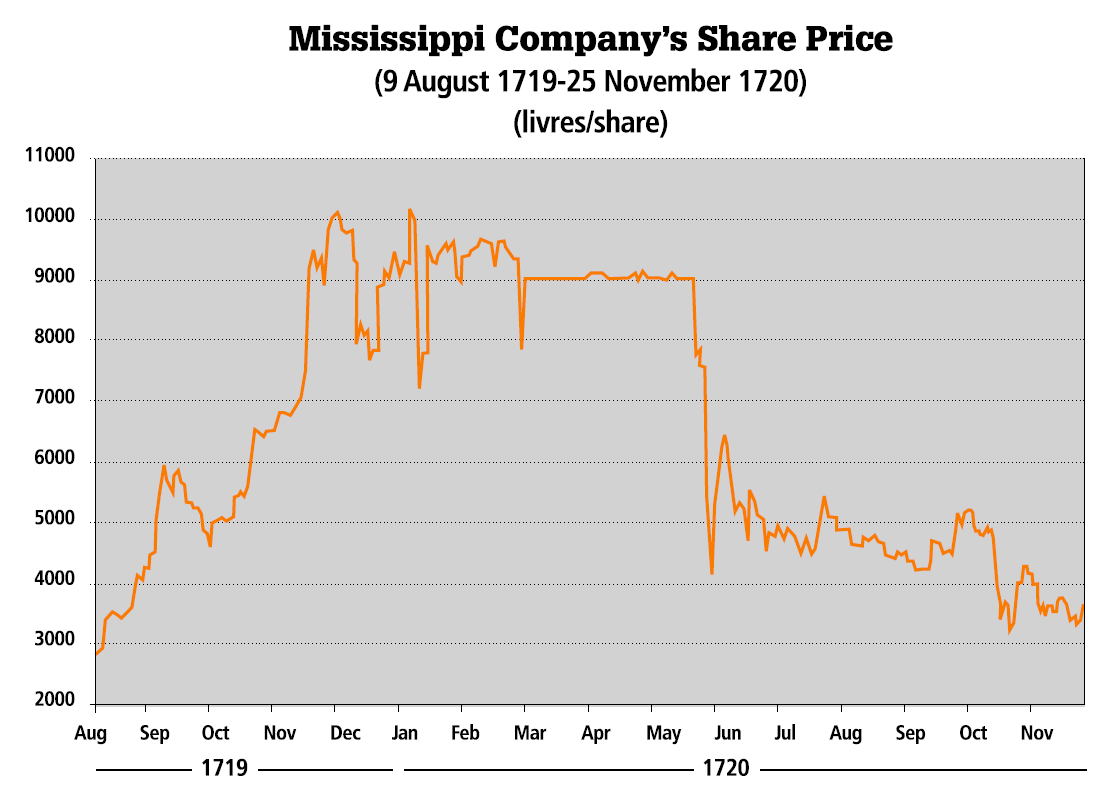 Mississippi Company's Share Price
(9 August 1719-25 November 1720)
(livres/share)
11000
10000
9000
8000
7000
6000
5000
4000
3000
2000
Aug Sep Oct Nov Dec Jan Feb Mar Apr May Jun Jul Aug Sep Oct Nov
1719 1720